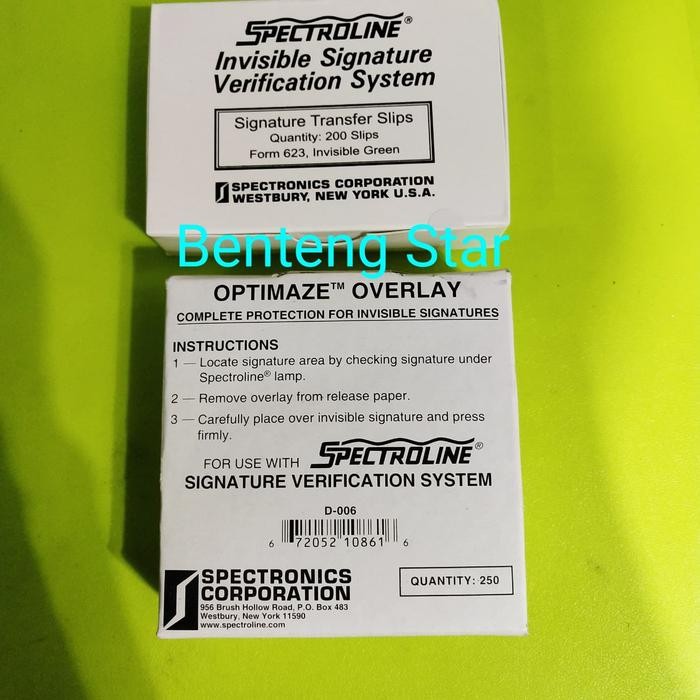 SPECTROLINE®
Invisible Signature
Verification System
Signature Transfer Slips
Quantity: 200 Slips
Form 623, Invisible Green
SPECTRONICS CORPORATION
WESTBURY, NEW YORK U.S.A.
Benteng Star
OPTIMAZE™ OVERLAY
COMPLETE PROTECTION FOR INVISIBLE SIGNATURES
INSTRUCTIONS
1 — Locate signature area by checking signature under
Spectroline® lamp.
2 — Remove overlay from release paper.
3 — Carefully place over invisible signature and press
firmly.
FOR USE WITH SPECTROLINE®
SIGNATURE VERIFICATION SYSTEM
D-006
6 72052 10861 6
SPECTRONICS
CORPORATION
956 Brush Hollow Road, P.O. Box 483
Westbury, New York 11590
www.spectroline.com
QUANTITY: 250